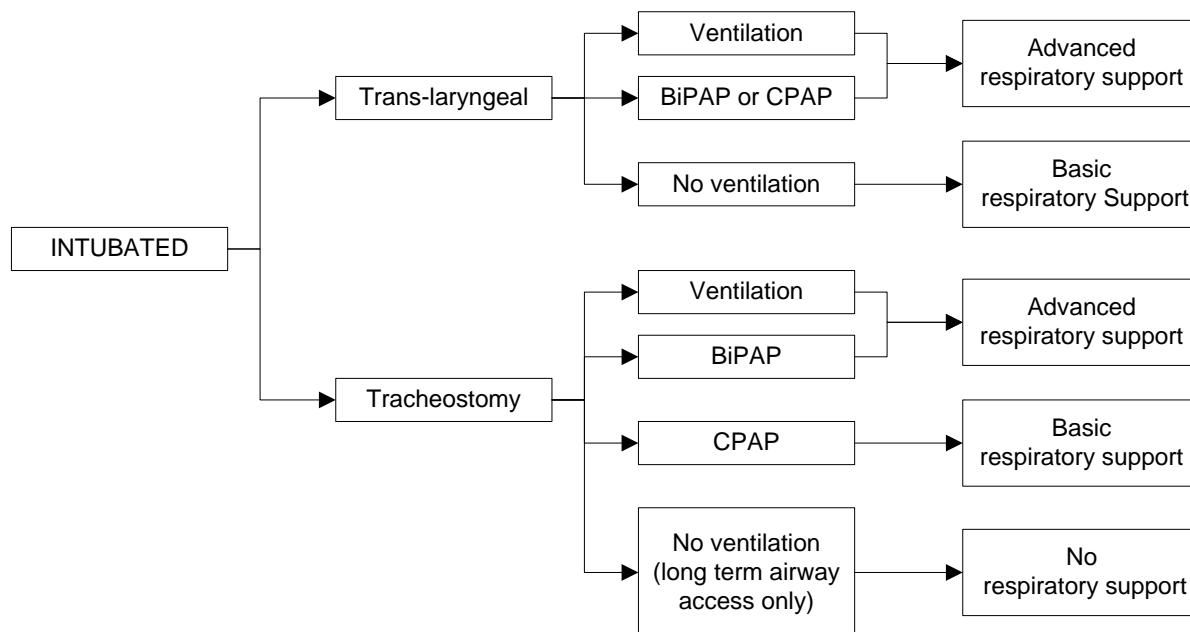 Ventilation
Advanced
respiratory support
Trans-laryngeal
BiPAP or CPAP
No ventilation
Basic
respiratory Support
INTUBATED
Ventilation
Advanced
respiratory support
BiPAP
Tracheostomy
CPAP
Basic
respiratory support
No ventilation
(long term airway
access only)
No
respiratory support